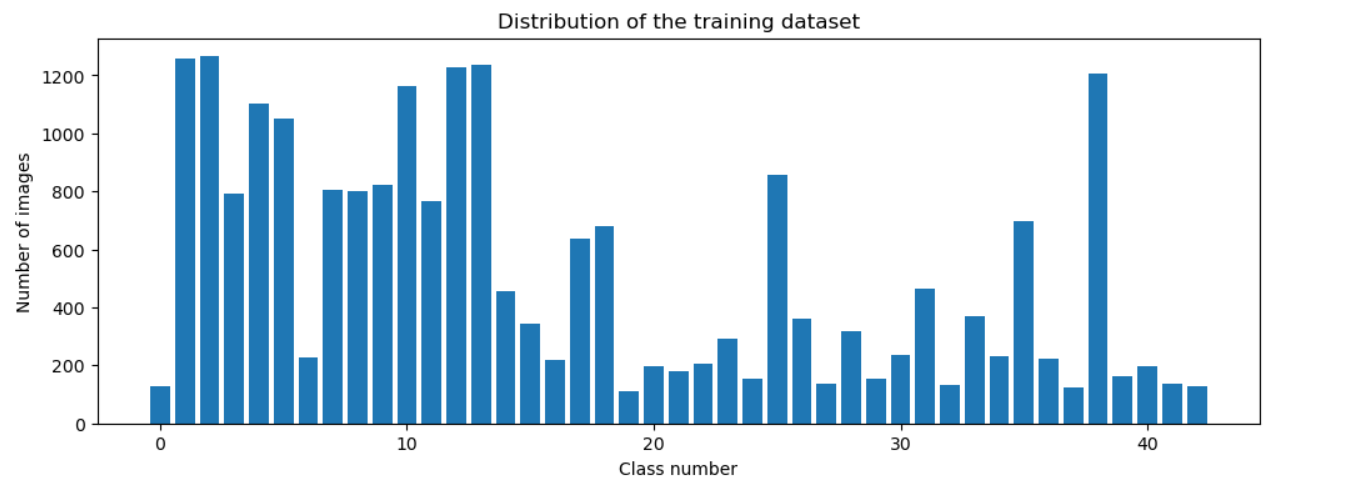 Distribution of the training dataset
Number of images
1200
1000
800
600
400
200
0
0 10 20 30 40
Class number